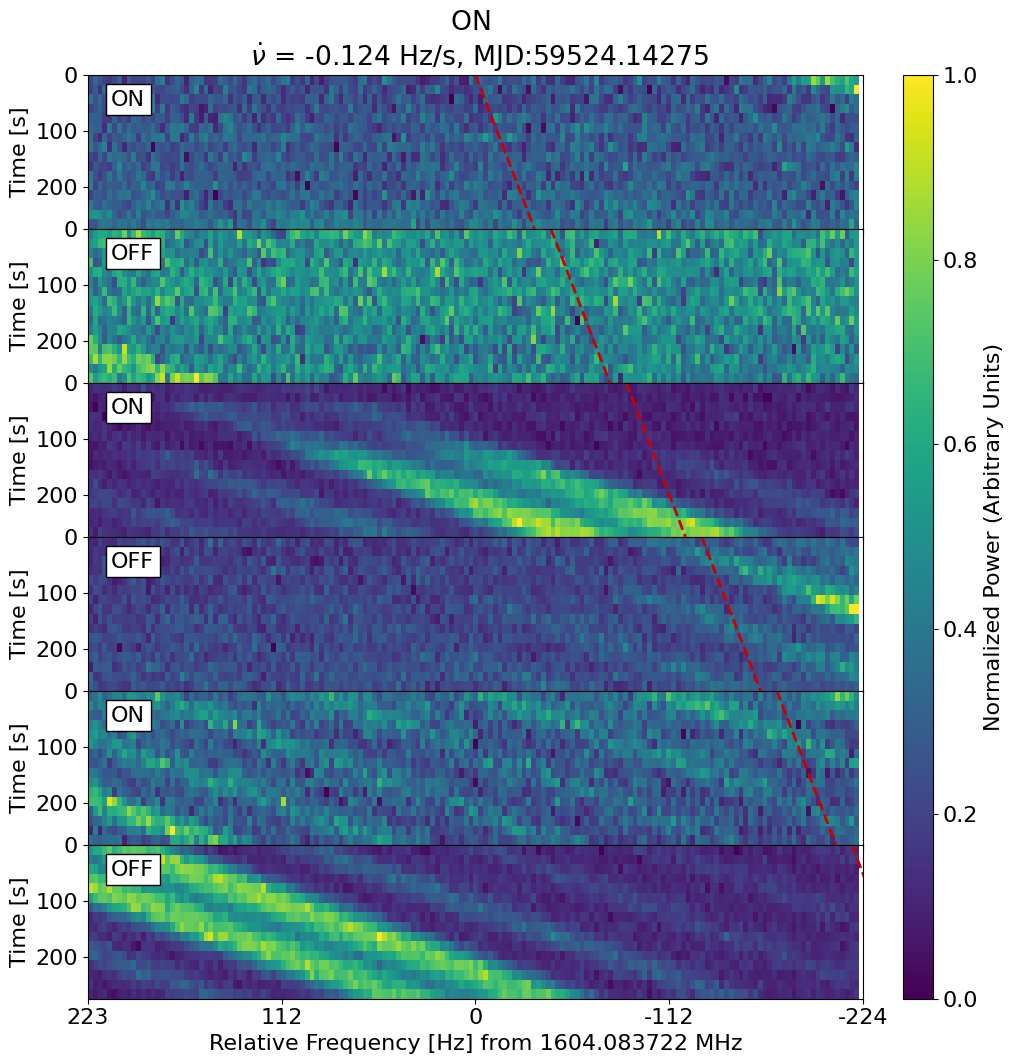 ON
ν̇ = -0.124 Hz/s, MJD:59524.14275
0
ON
Time [s]
100
200
0
OFF
Time [s]
100
200
0
ON
Time [s]
100
200
0
OFF
Time [s]
100
200
0
ON
Time [s]
100
200
0
OFF
Time [s]
100
200
223 112 0 -112 -224
Relative Frequency [Hz] from 1604.083722 MHz
1.0
0.8
0.6
0.4
0.2
0.0
Normalized Power (Arbitrary Units)